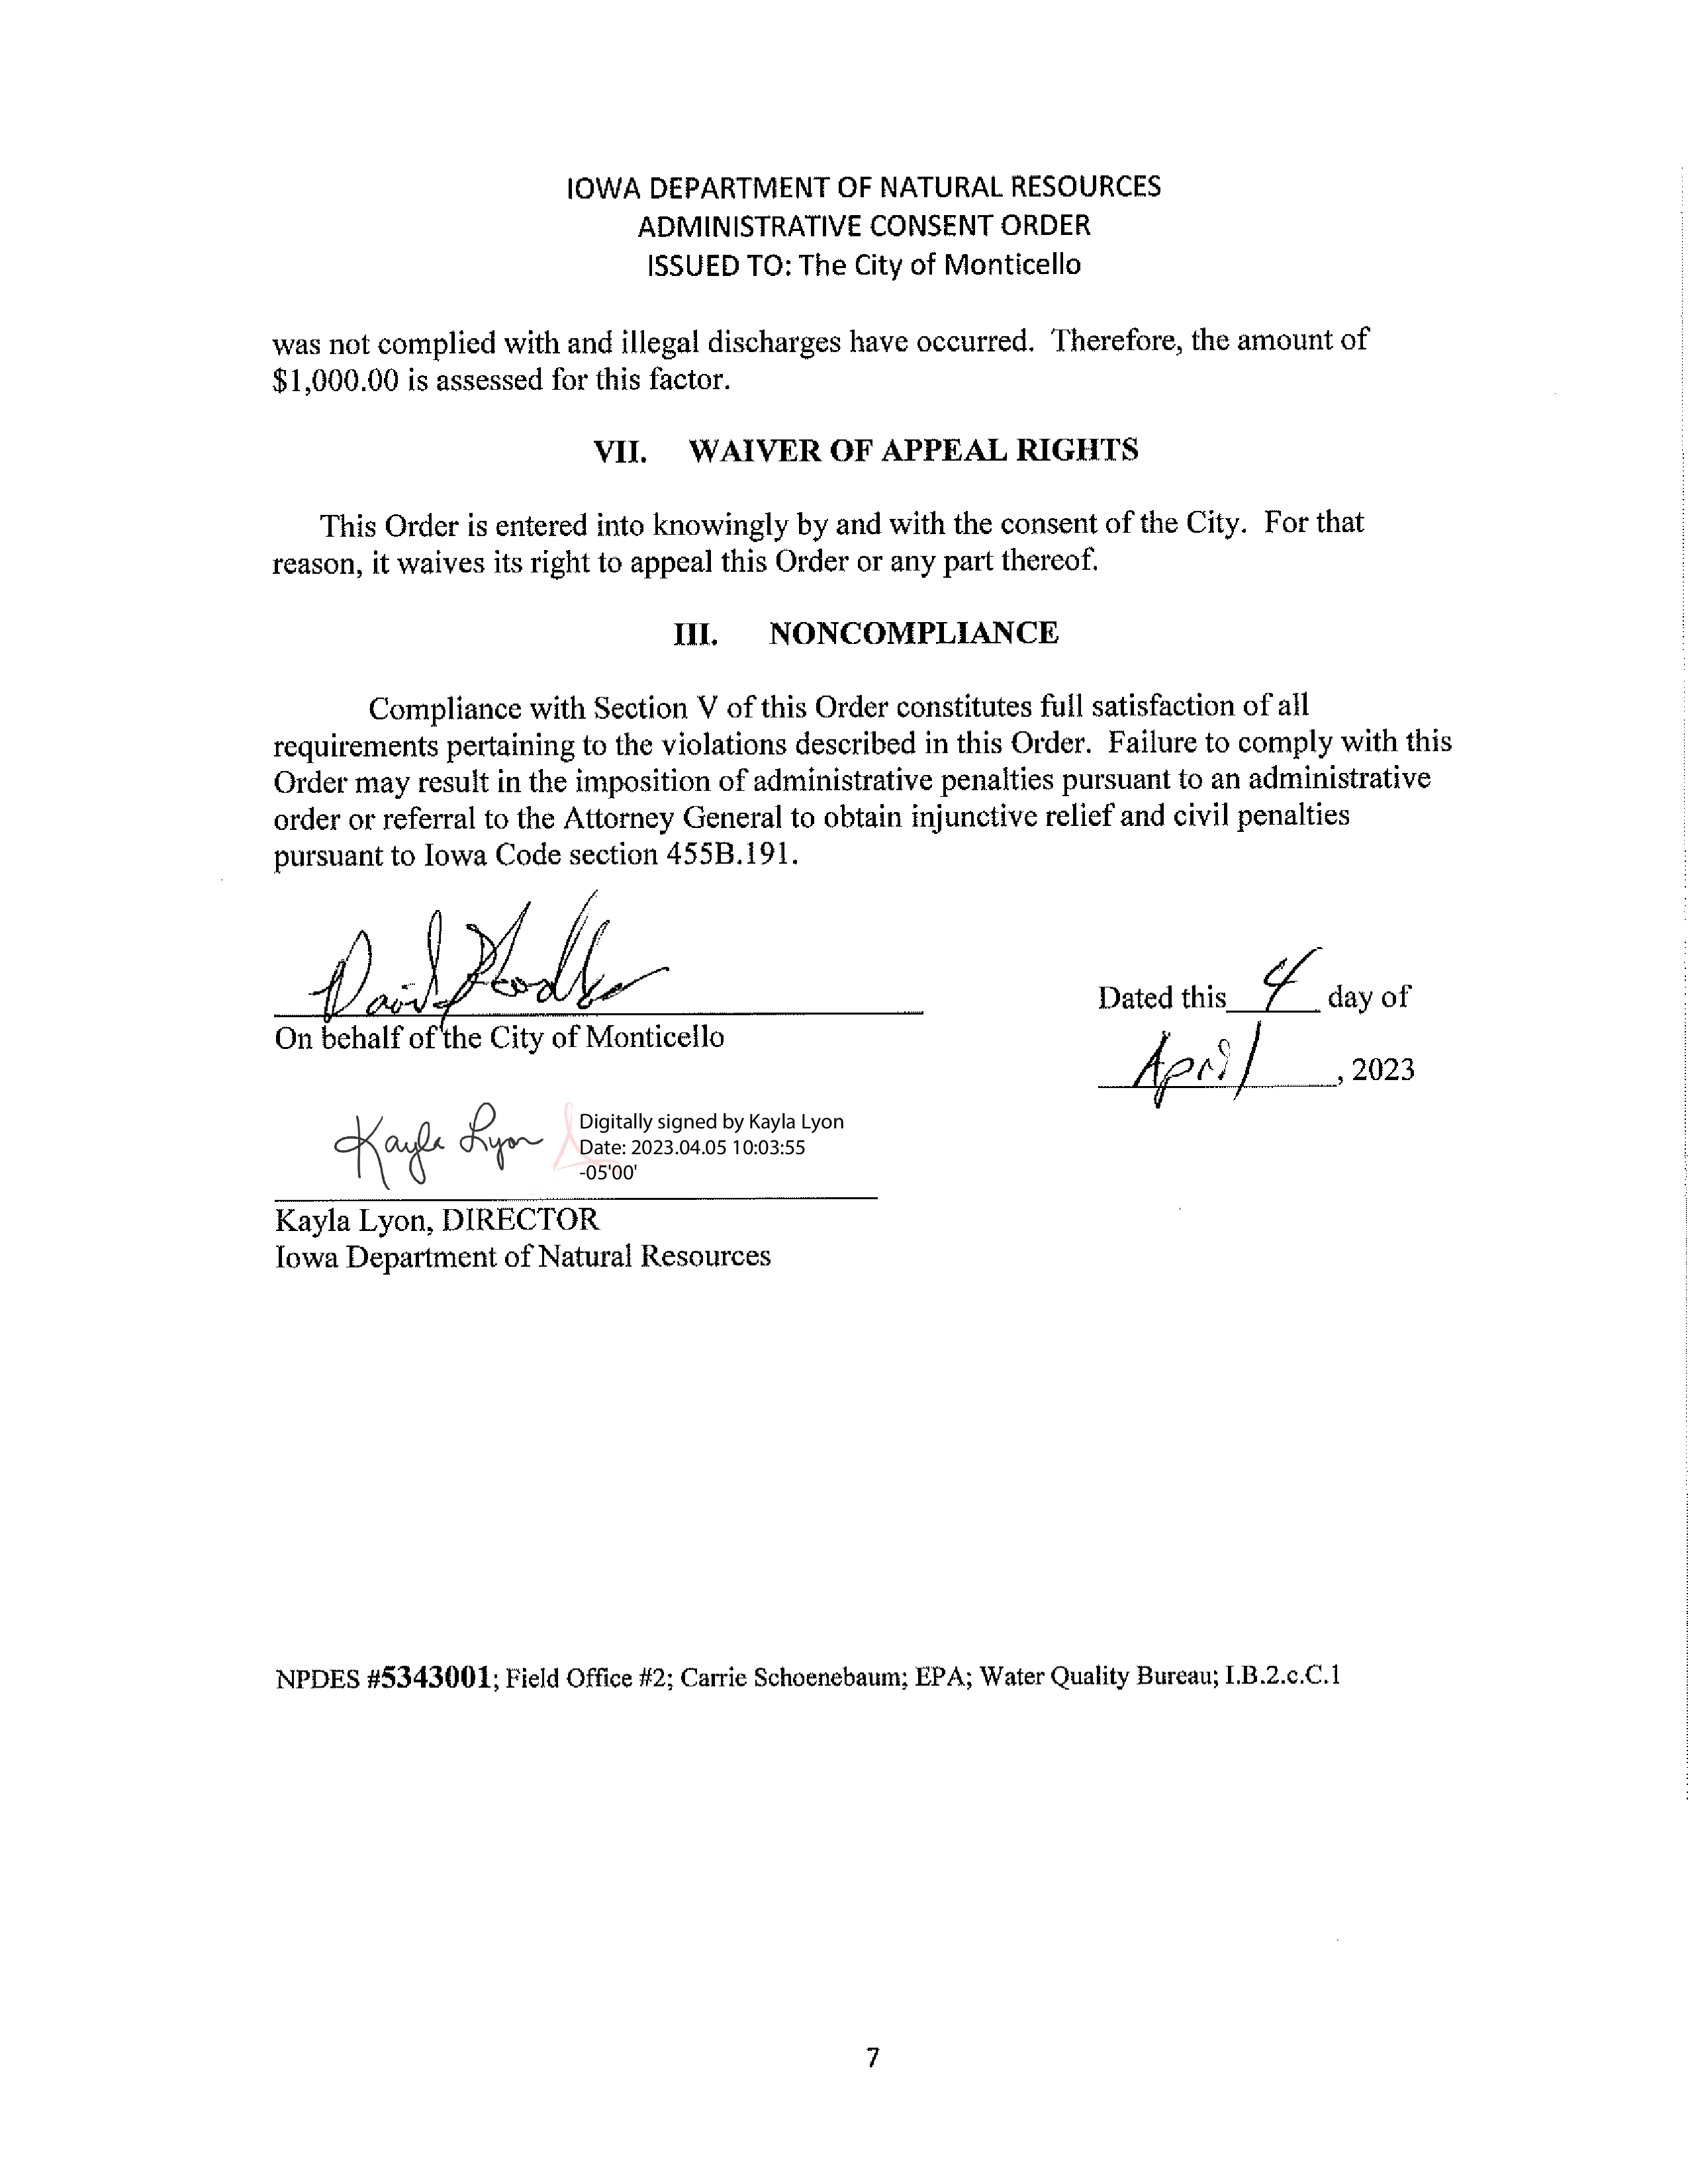 IOWA DEPARTMENT OF NATURAL RESOURCES
ADMINISTRATIVE CONSENT ORDER
ISSUED TO: The City of Monticello
was not complied with and illegal discharges have occurred. Therefore, the amount of
$1,000.00 is assessed for this factor.
VII. WAIVER OF APPEAL RIGHTS
This Order is entered into knowingly by and with the consent of the City. For that
reason, it waives its right to appeal this Order or any part thereof.
III. NONCOMPLIANCE
Compliance with Section V of this Order constitutes full satisfaction of all
requirements pertaining to the violations described in this Order. Failure to comply with this
Order may result in the imposition of administrative penalties pursuant to an administrative
order or referral to the Attorney General to obtain injunctive relief and civil penalties
pursuant to Iowa Code section 455B.191.
David
On behalf of the City of Monticello
Dated this 4 day of
April, 2023
Kayla Lyon
Digitally signed by Kayla Lyon
Date: 2023.04.05 10:03:55
-05'00'
Kayla Lyon, DIRECTOR
Iowa Department of Natural Resources
NPDES #5343001; Field Office #2; Carrie Schoenebaum; EPA; Water Quality Bureau; I.B.2.c.C.1
7